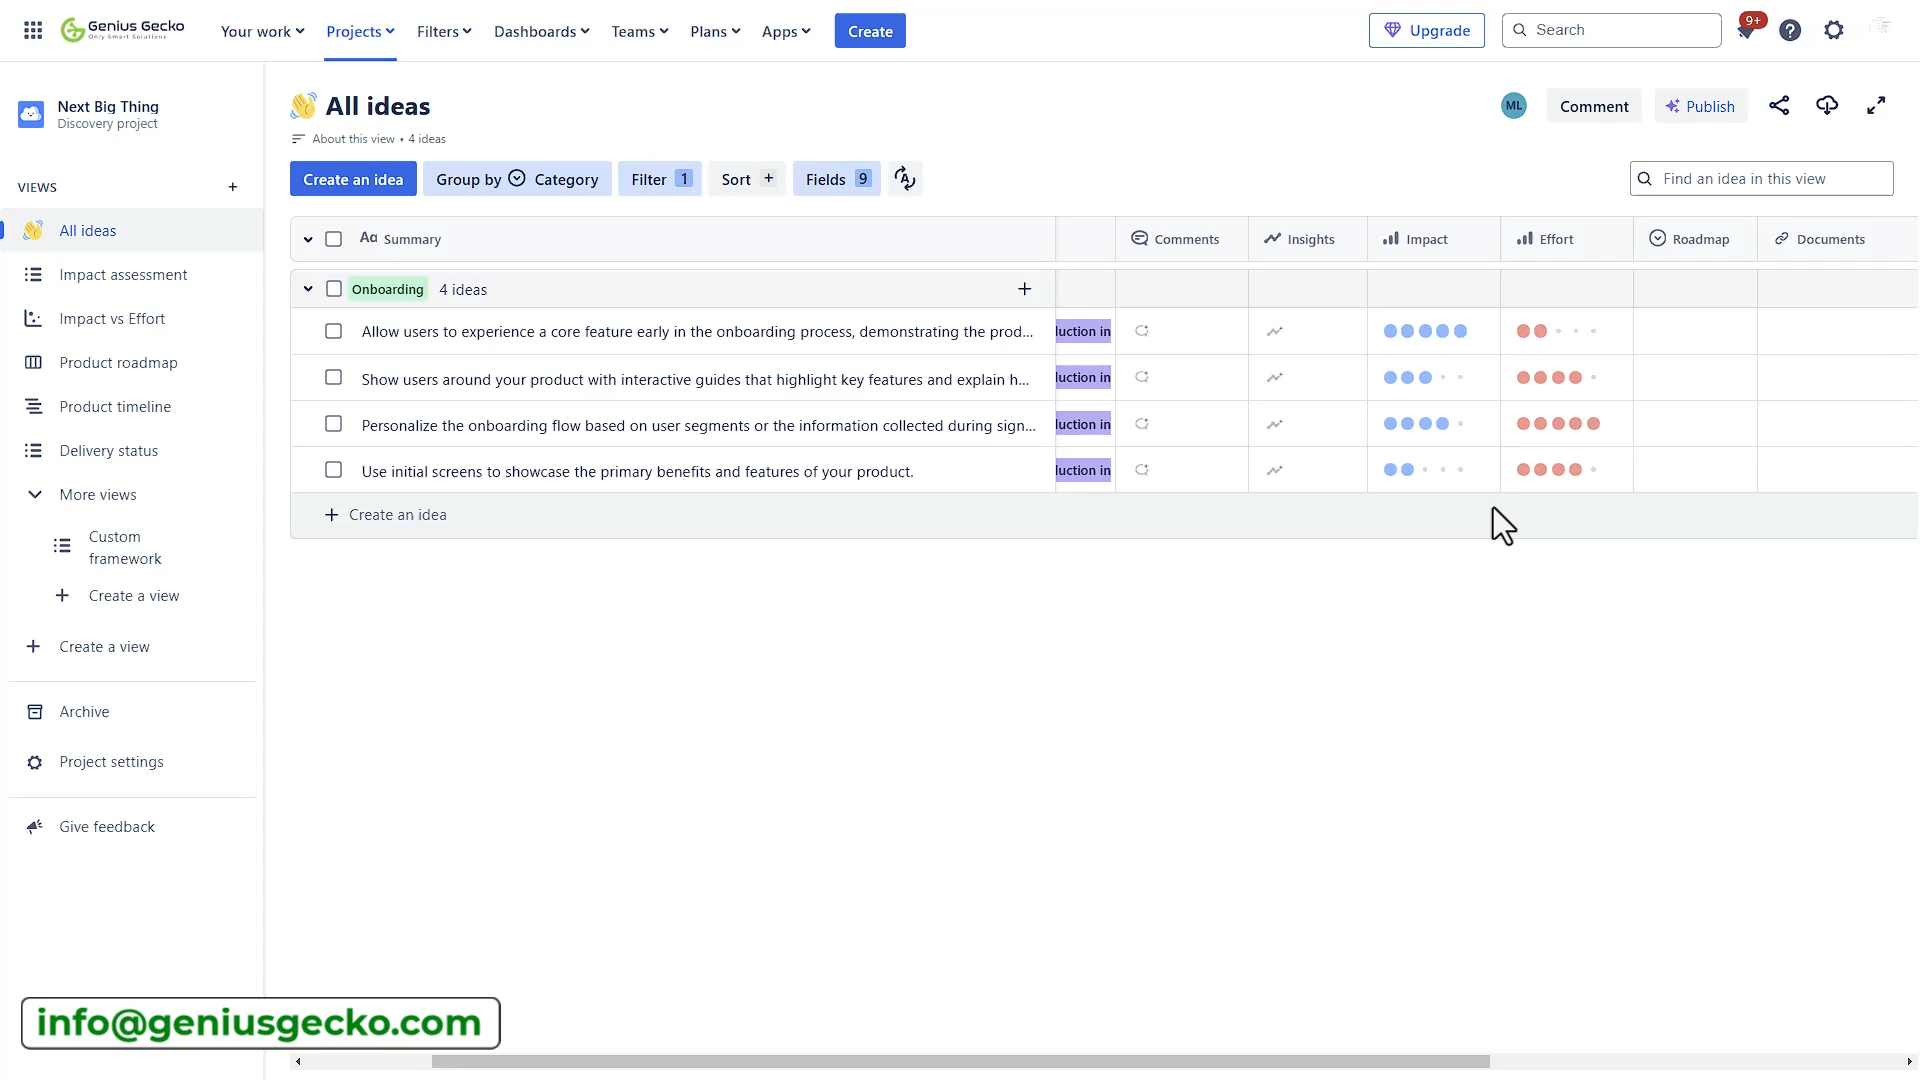 Genius Gecko
Only Smart Solutions
Your work
Projects
Filters
Dashboards
Teams
Plans
Apps
Create
Upgrade
Search
9+
Next Big Thing
Discovery project
VIEWS
All ideas
Impact assessment
Impact vs Effort
Product roadmap
Product timeline
Delivery status
More views
Custom
framework
Create a view
Create a view
Archive
Project settings
Give feedback
All ideas
About this view • 4 ideas
ML
Comment
Publish
Create an idea
Group by Category
Filter 1
Sort +
Fields 9
Find an idea in this view
Aa Summary
Comments
Insights
Impact
Effort
Roadmap
Documents
Onboarding 4 ideas
Allow users to experience a core feature early in the onboarding process, demonstrating the prod...
luction in
Show users around your product with interactive guides that highlight key features and explain h...
luction in
Personalize the onboarding flow based on user segments or the information collected during sign...
luction in
Use initial screens to showcase the primary benefits and features of your product.
luction in
Create an idea
info@geniusgecko.com